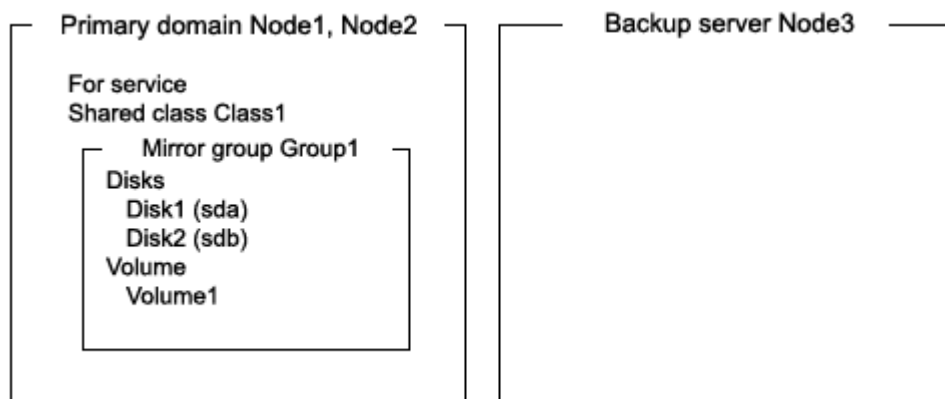 Primary domain Node1, Node2
For service
Shared class Class1
Mirror group Group1
Disks
Disk1 (sda)
Disk2 (sdb)
Volume
Volume1
Backup server Node3